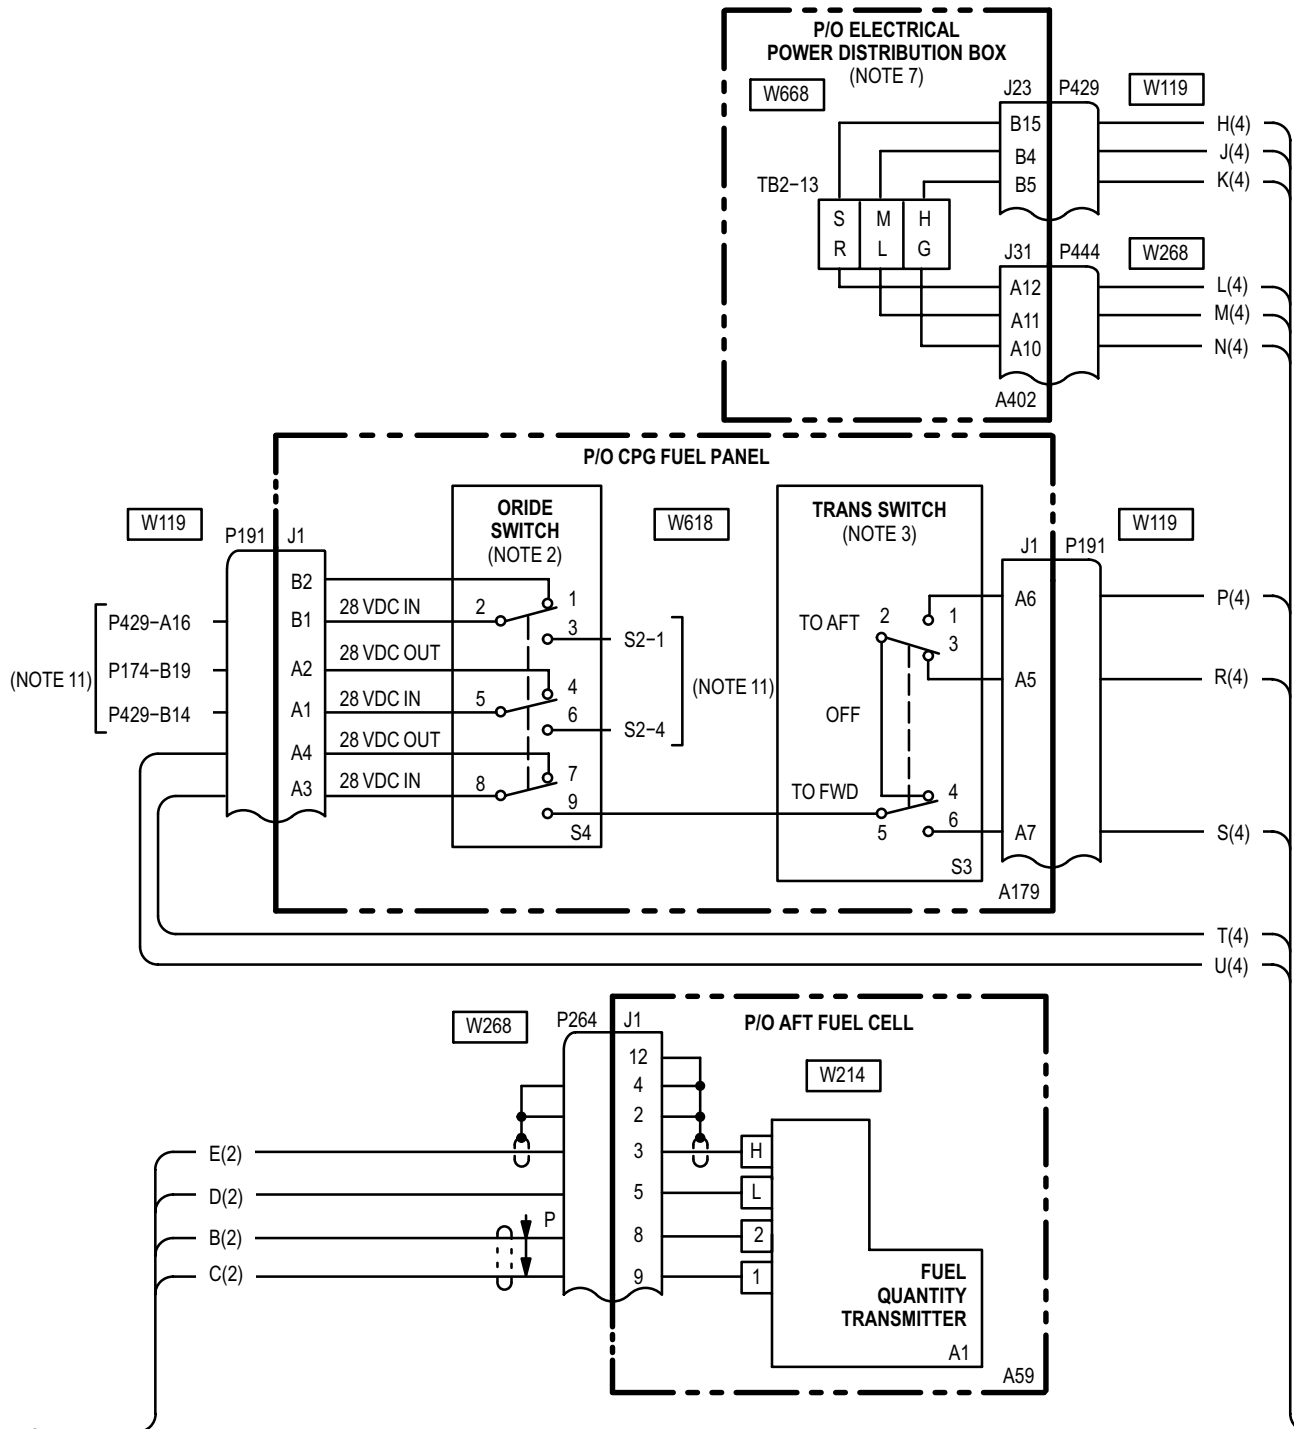 P/O ELECTRICAL
POWER DISTRIBUTION BOX
(NOTE 7)
W668
J23 P429
W119
B15
H(4)
B4
J(4)
B5
K(4)
TB2-13
S M H
R L G
J31 P444
W268
A12
L(4)
A11
M(4)
A10
N(4)
A402
P/O CPG FUEL PANEL
W119
P191 J1
ORIDE
SWITCH
(NOTE 2)
W618
TRANS SWITCH
(NOTE 3)
J1 P191
W119
B2
1
P429-A16
B1
28 VDC IN
2
3
S2-1
P174-B19
A2
28 VDC OUT
4
(NOTE 11)
P429-B14
A1
28 VDC IN
5
6
S2-4
(NOTE 11)
A4
28 VDC OUT
7
A3
28 VDC IN
8
9
S4
TO AFT
2
1
3
A6
P(4)
A5
R(4)
OFF
TO FWD
4
5
6
A7
S(4)
S3
A179
T(4)
U(4)
W268
P264 J1
P/O AFT FUEL CELL
W214
12
4
2
E(2)
3
H
D(2)
5
L
B(2)
P
8
2
C(2)
9
1
FUEL
QUANTITY
TRANSMITTER
A1
A59